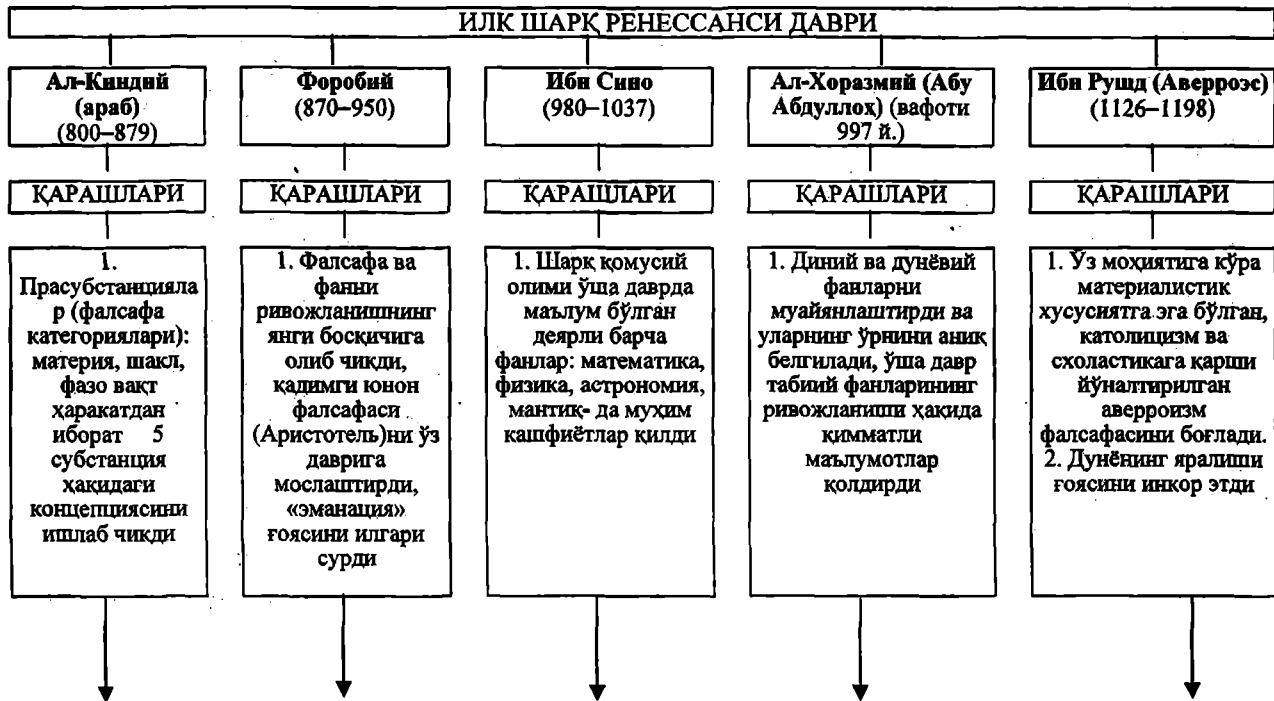 ИЛК ШАРҚ РЕНЕССАНСИ ДАВРИ
Ал-Киндий
(араб)
(800–879)
Форобий
(870–950)
Ибн Сино
(980–1037)
Ал-Хоразмий (Абу
Абдуллоҳ) (вафоти
997 й.)
Ибн Рушд (Аверроэс)
(1126–1198)
ҚАРАШЛАРИ
ҚАРАШЛАРИ
ҚАРАШЛАРИ
ҚАРАШЛАРИ
ҚАРАШЛАРИ
1.
Прасубстанцияла
р (фалсафа
категориялари):
материя, шакл,
фазо вақт
ҳаракатдан
иборат 5
субстанция
ҳақидаги
концепциясини
ишлаб чиқди
1. Фалсафа ва
фанни
ривожланишнинг
янги босқичига
олиб чиқди,
қадимги юнон
фалсафаси
(Аристотель)ни ўз
даврига
мослаштирди,
«эманация»
ғоясини илгари
сурди
1. Шарқ қомусий
олими ўша даврда
маълум бўлган
деярли барча
фанлар: математика,
физика, астрономия,
мантиқ- да муҳим
кашфиётлар қилди
1. Диний ва дунёвий
фанларни
муайянлаштирди ва
уларнинг ўрнини аниқ
белгилади, ўша давр
табиий фанларининг
ривожланиши ҳақида
қимматли
маълумотлар
қолдирди
1. Ўз моҳиятига кўра
материалистик
хусусиятга эга бўлган,
католицизм ва
схоластикага қарши
йўналтирилган
аверроизм
фалсафасини боғлади.
2. Дунёнинг яралиши
ғоясини инкор этди